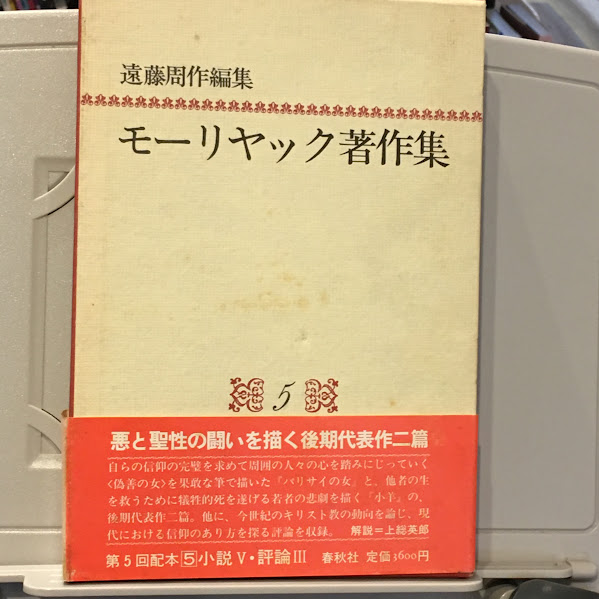 遠藤周作編集
モーリヤック著作集
5
悪と聖性の闘いを描く後期代表作二篇
自らの信仰の完璧を求めて周囲の人々の心を踏みにじっていく
〈偽善の女〉を果敢な筆で描いた『パリサイの女』と、他者の生
を救うために犠牲的死を遂げる若者の悲劇を描く『小羊』の、
後期代表作二篇。他に、今世紀のキリスト教の動向を論じ、現
代における信仰のあり方を探る評論を収録。 解説=上総英郎
第5回配本 5 小説Ⅴ・評論Ⅲ 春秋社 定価3600円